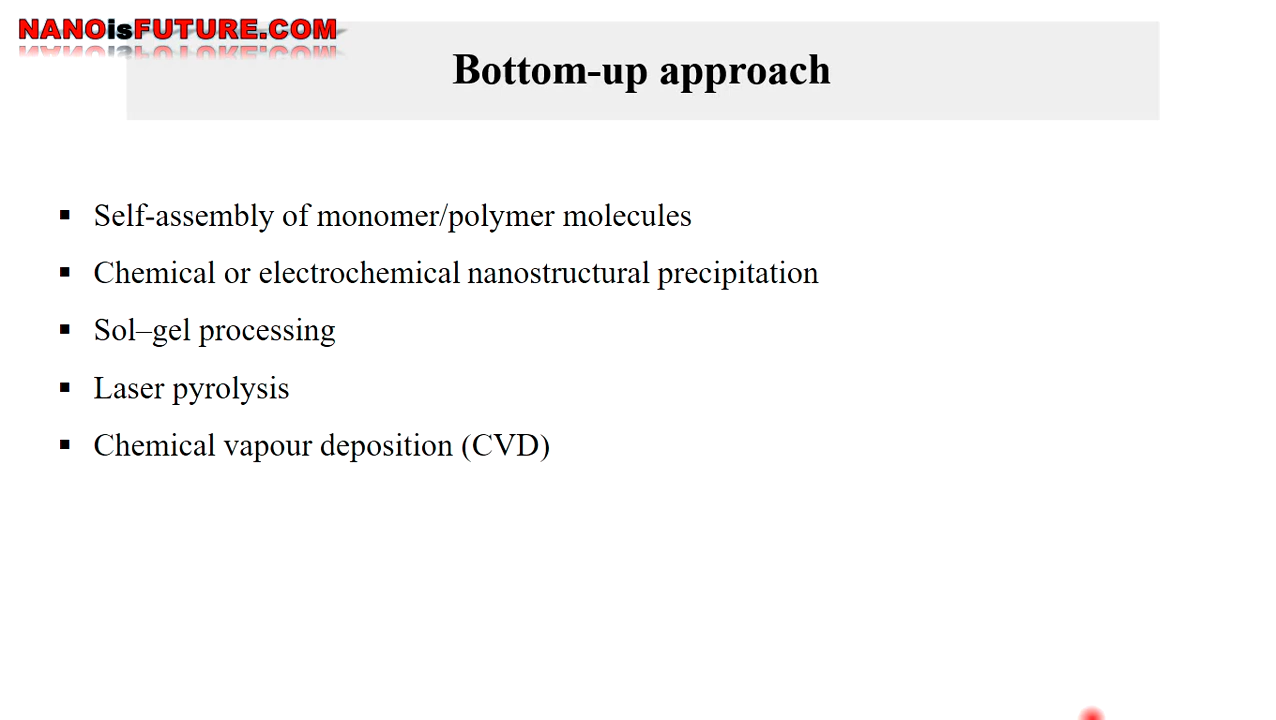 NANOisFUTURE.COM
Bottom-up approach
▪ Self-assembly of monomer/polymer molecules
▪ Chemical or electrochemical nanostructural precipitation
▪ Sol–gel processing
▪ Laser pyrolysis
▪ Chemical vapour deposition (CVD)